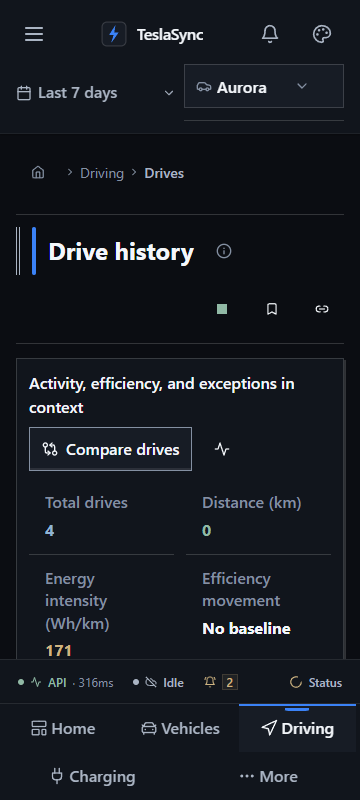 TeslaSync
Last 7 days
Aurora
Driving
Drives
Drive history
Activity, efficiency, and exceptions in
context
Compare drives
Total drives
4
Distance (km)
0
Energy
intensity
(Wh/km)
171
Efficiency
movement
No baseline
API · 316ms
Idle
2
Status
Home
Vehicles
Driving
Charging
More